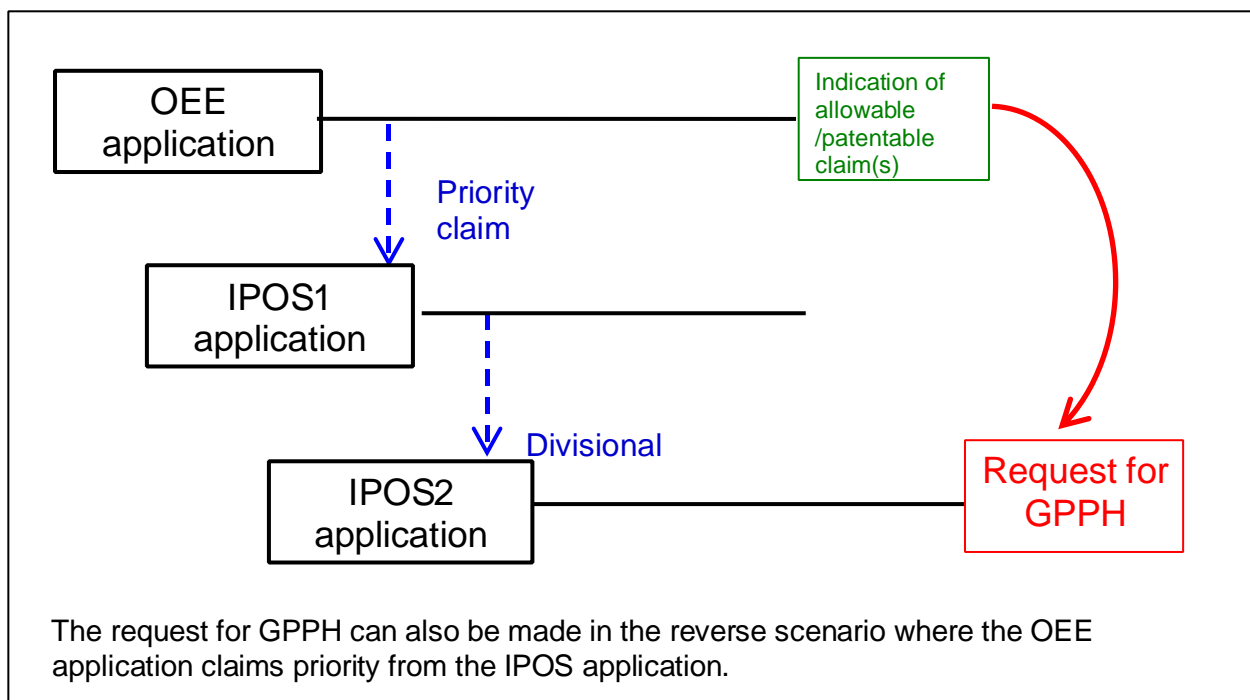 OEE
application
Indication of
allowable
/patentable
claim(s)
Priority
claim
IPOS1
application
Divisional
IPOS2
application
Request for
GPPH
The request for GPPH can also be made in the reverse scenario where the OEE
application claims priority from the IPOS application.